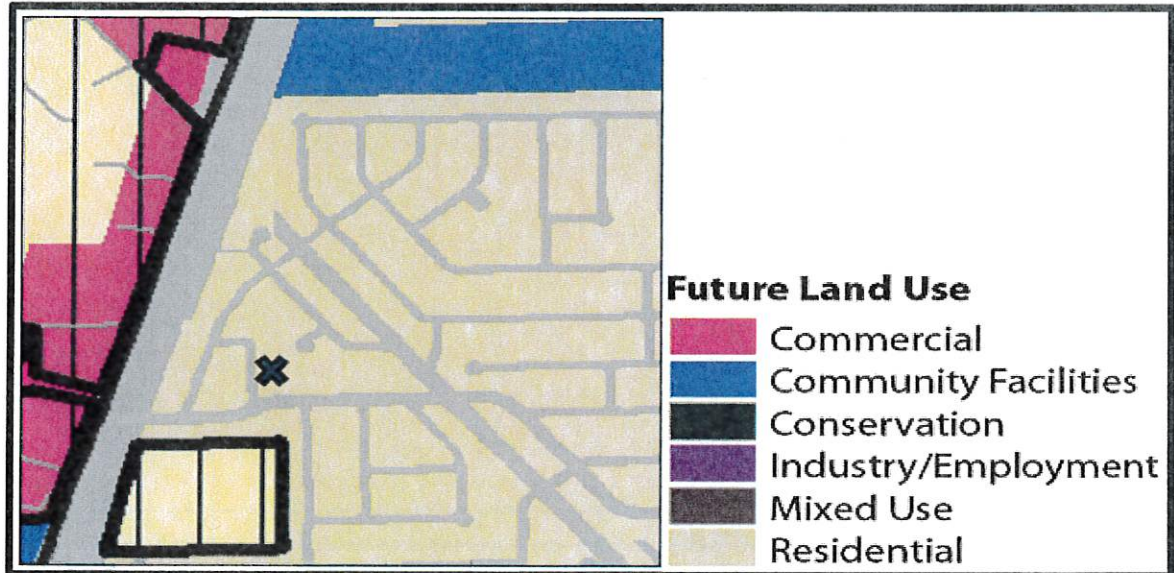 Future Land Use
Commercial
Community Facilities
Conservation
Industry/Employment
Mixed Use
Residential